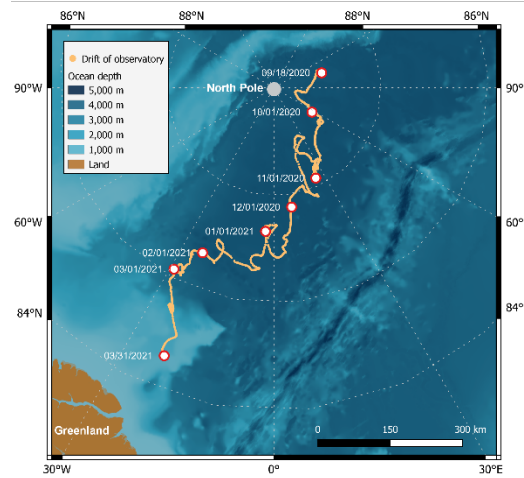 86°N
88°W
88°W
86°N
Drift of observatory
Ocean depth
5,000 m
4,000 m
3,000 m
2,000 m
1,000 m
Land
09/18/2020
North Pole
90°W
90°
10/01/2020
11/01/2020
12/01/2020
60°W
60°
01/01/2021
02/01/2021
03/01/2021
84°N
84°
03/31/2021
Greenland
0
150
300 km
30°W
0°
30°E